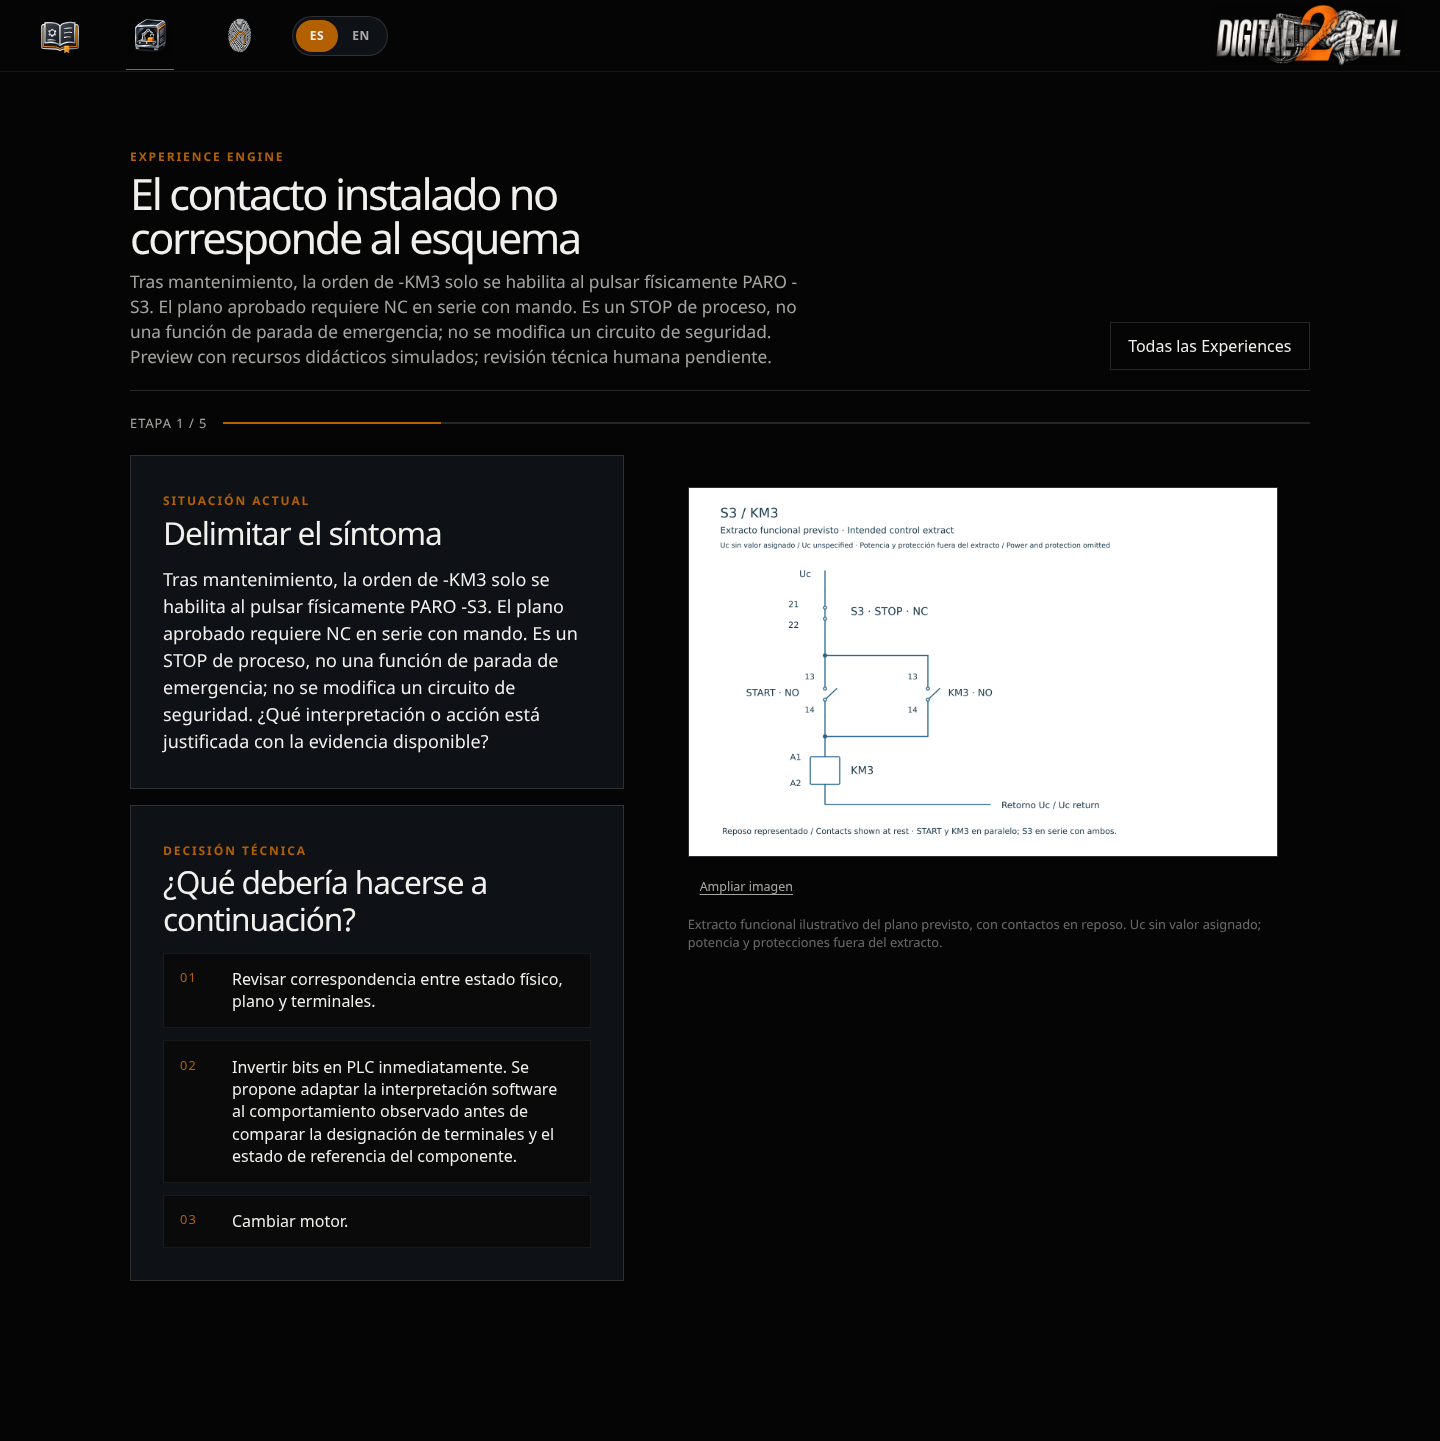 ES
EN
DIGITAL 2 REAL
EXPERIENCE ENGINE
El contacto instalado no
corresponde al esquema
Tras mantenimiento, la orden de -KM3 solo se habilita al pulsar físicamente PARO -
S3. El plano aprobado requiere NC en serie con mando. Es un STOP de proceso, no
una función de parada de emergencia; no se modifica un circuito de seguridad.
Preview con recursos didácticos simulados; revisión técnica humana pendiente.
Todas las Experiences
ETAPA 1 / 5
SITUACIÓN ACTUAL
Delimitar el síntoma
Tras mantenimiento, la orden de -KM3 solo se
habilita al pulsar físicamente PARO -S3. El plano
aprobado requiere NC en serie con mando. Es un
STOP de proceso, no una función de parada de
emergencia; no se modifica un circuito de
seguridad. ¿Qué interpretación o acción está
justificada con la evidencia disponible?
DECISIÓN TÉCNICA
¿Qué debería hacerse a
continuación?
01
Revisar correspondencia entre estado físico,
plano y terminales.
02
Invertir bits en PLC inmediatamente. Se
propone adaptar la interpretación software
al comportamiento observado antes de
comparar la designación de terminales y el
estado de referencia del componente.
03
Cambiar motor.
S3 / KM3
Extracto funcional previsto · Intended control extract
Uc sin valor asignado / Uc unspecified · Potencia y protección fuera del extracto / Power and protection omitted
Uc
21
S3 · STOP · NC
22
13
13
START · NO
KM3 · NO
14
14
A1
KM3
A2
Retorno Uc / Uc return
Reposo representado / Contacts shown at rest · START y KM3 en paralelo; S3 en serie con ambos.
Ampliar imagen
Extracto funcional ilustrativo del plano previsto, con contactos en reposo. Uc sin valor asignado;
potencia y protecciones fuera del extracto.